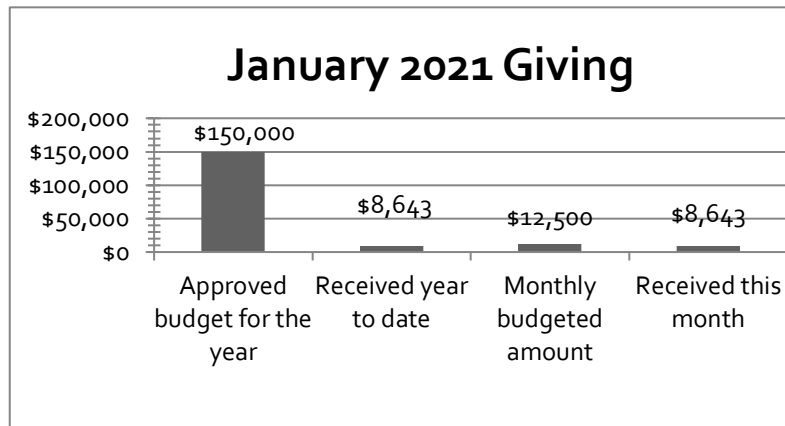 January 2021 Giving
$200,000
$150,000
$100,000
$50,000
$0
$150,000
$8,643
$12,500
$8,643
Approved
budget for the
year
Received year
to date
Monthly
budgeted
amount
Received this
month